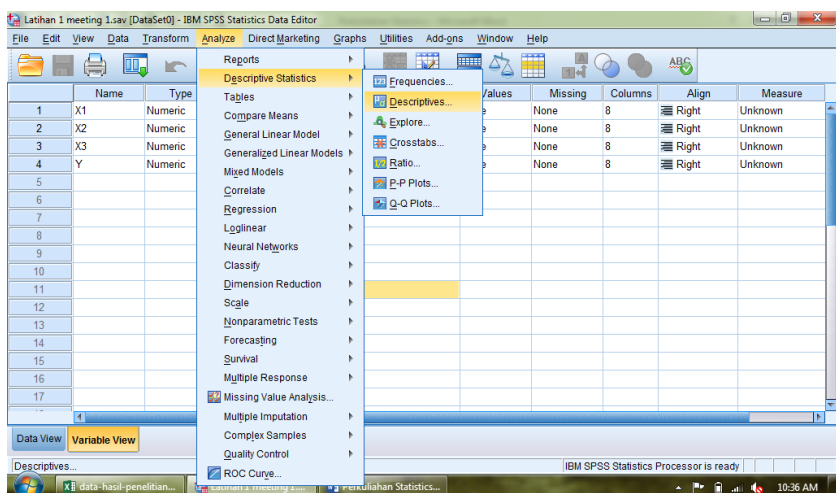 Latihan 1 meeting 1.sav [DataSet0] - IBM SPSS Statistics Data Editor
File Edit View Data Transform Analyze Direct Marketing Graphs Utilities Add-ons Window Help
Name Type Values Missing Columns Align Measure
1 X1 Numeric None 8 Right Unknown
2 X2 Numeric None 8 Right Unknown
3 X3 Numeric None 8 Right Unknown
4 Y Numeric None 8 Right Unknown
5
6
7
8
9
10
11
12
13
14
15
16
17
Reports
Descriptive Statistics
Tables
Compare Means
General Linear Model
Generalized Linear Models
Mixed Models
Correlate
Regression
Loglinear
Neural Networks
Classify
Dimension Reduction
Scale
Nonparametric Tests
Forecasting
Survival
Multiple Response
Missing Value Analysis...
Multiple Imputation
Complex Samples
Quality Control
ROC Curve...
Frequencies...
Descriptives...
Explore...
Crosstabs...
Ratio...
P-P Plots...
Q-Q Plots...
Data View Variable View
Descriptives... IBM SPSS Statistics Processor is ready
data-hasil-penelitian... Latihan 1 meeting 1.... Perkuliahan Statistics... 10:36 AM